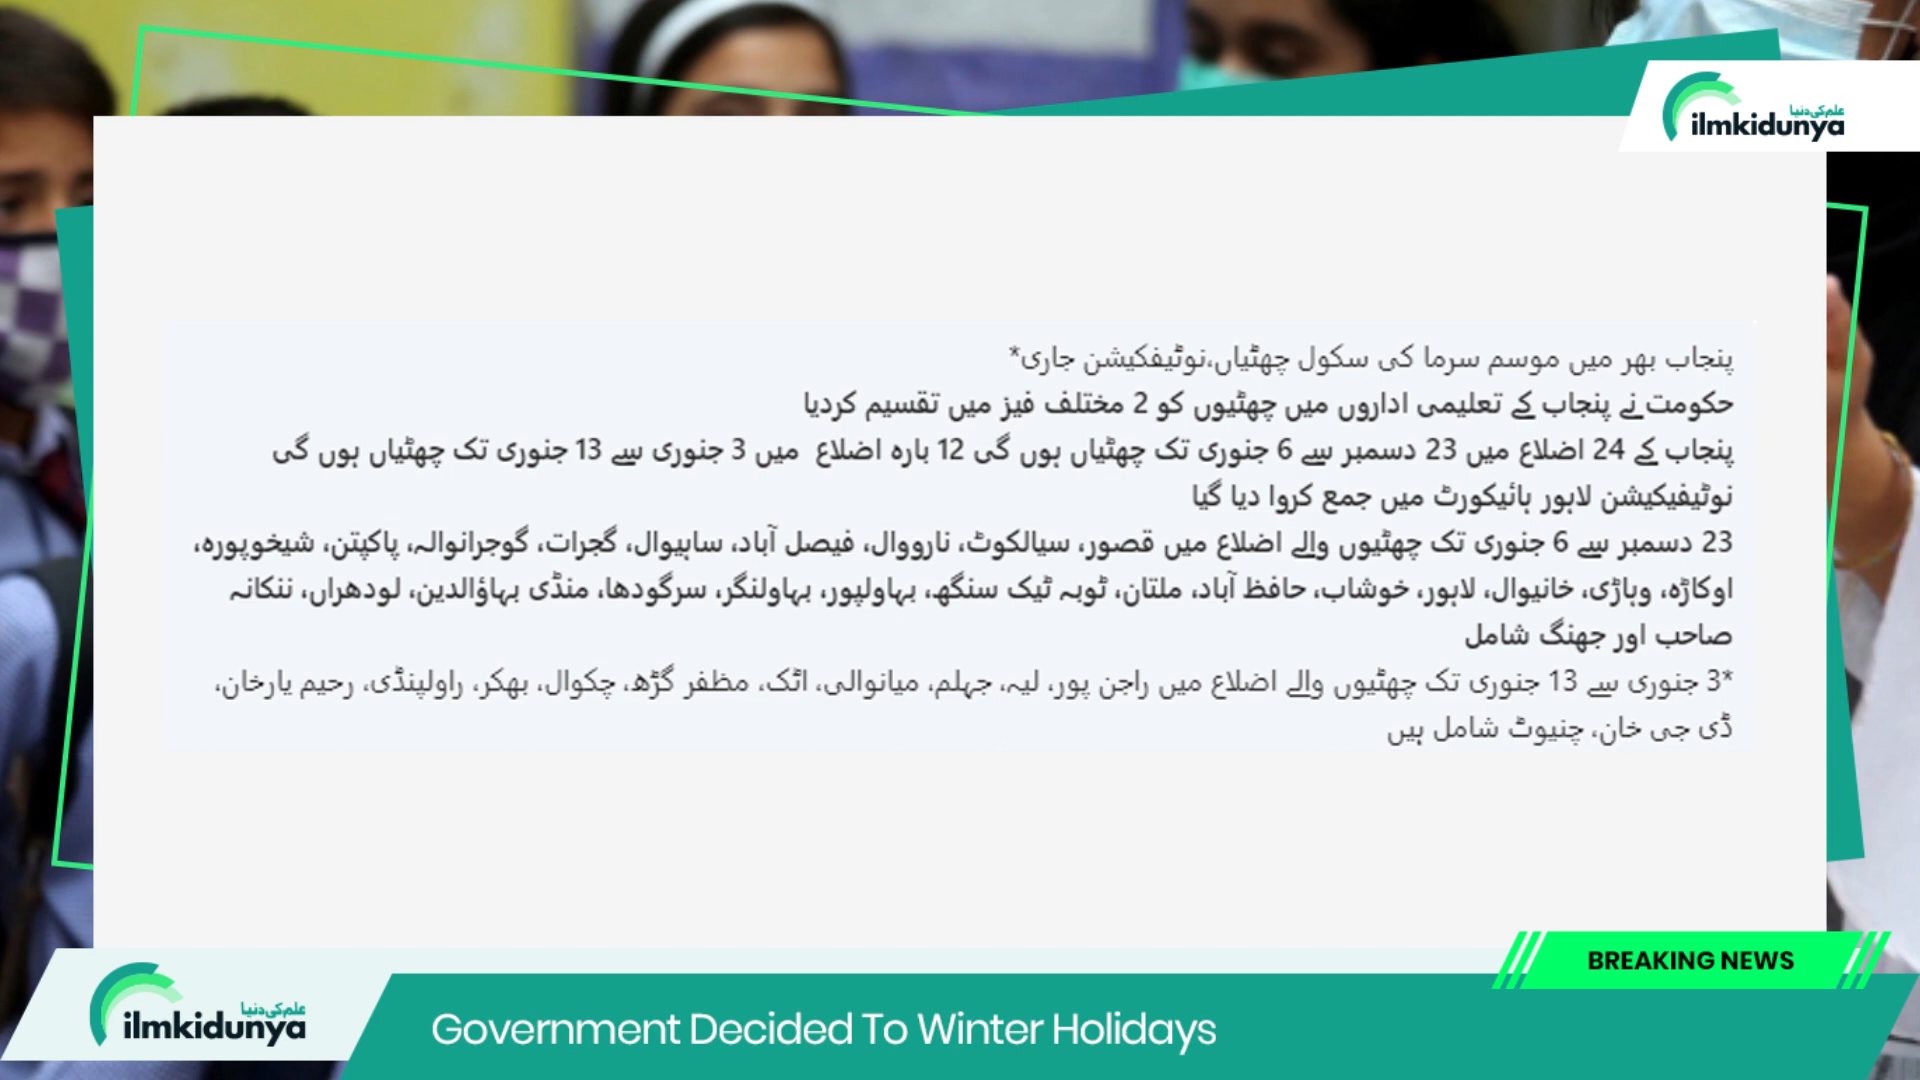 علم کی دنیا
ilmkidunya
پنجاب بھر میں موسم سرما کی سکول چھٹیاں،نوٹیفکیشن جاری*
حکومت نے پنجاب کے تعلیمی اداروں میں چھٹیوں کو 2 مختلف فیز میں تقسیم کردیا
پنجاب کے 24 اضلاع میں 23 دسمبر سے 6 جنوری تک چھٹیاں ہوں گی 12 بارہ اضلاع میں 3 جنوری سے 13 جنوری تک چھٹیاں ہوں گی
نوٹیفیکیشن لاہور ہائیکورٹ میں جمع کروا دیا گیا
23 دسمبر سے 6 جنوری تک چھٹیوں والے اضلاع میں قصور، سیالکوٹ، نارووال، فیصل آباد، ساہیوال، گجرات، گوجرانوالہ، پاکپتن، شیخوپورہ،
اوکاڑہ، وہاڑی، خانیوال، لاہور، خوشاب، حافظ آباد، ملتان، ٹوبہ ٹیک سنگھ، بہاولپور، بہاولنگر، سرگودھا، منڈی بہاؤالدین، لودھراں، ننکانہ
صاحب اور جھنگ شامل
*3 جنوری سے 13 جنوری تک چھٹیوں والے اضلاع میں راجن پور، لیہ، جہلم، میانوالی، اٹک، مظفر گڑھ، چکوال، بھکر، راولپنڈی، رحیم یارخان،
ڈی جی خان، چنیوٹ شامل ہیں
BREAKING NEWS
علم کی دنیا
ilmkidunya
Government Decided To Winter Holidays